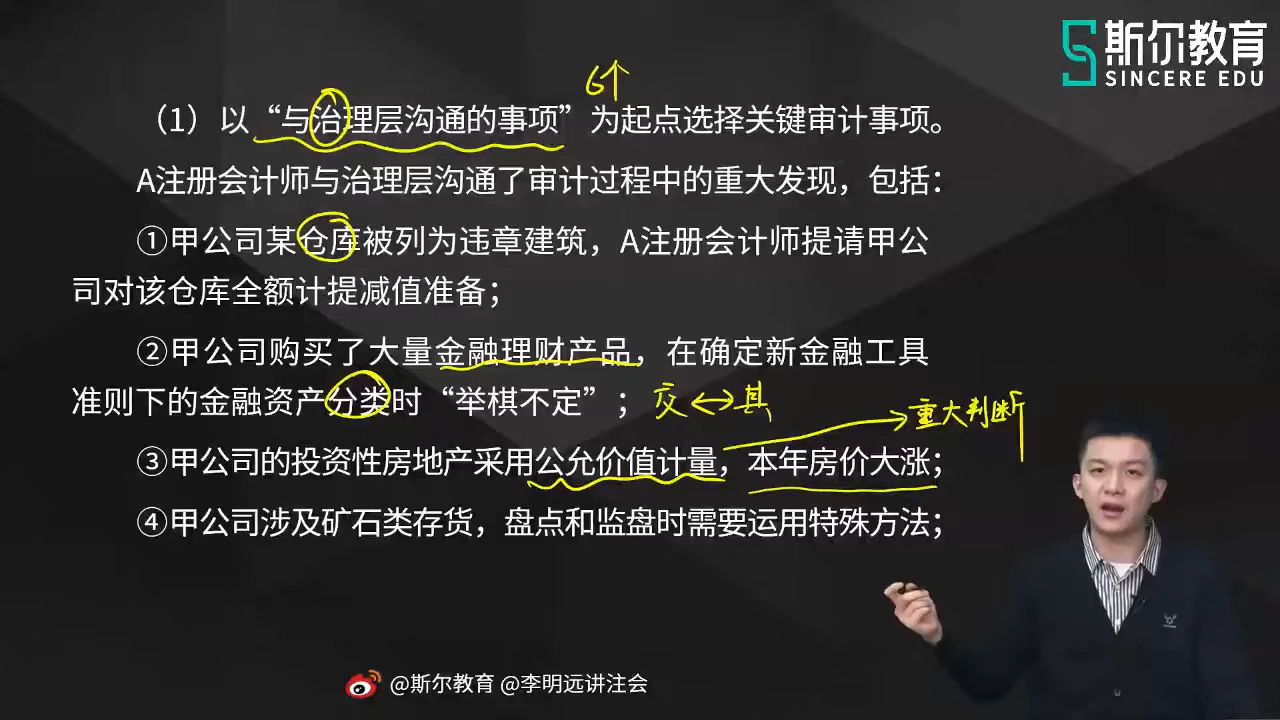 斯尔教育
SINCERE EDU
6个
（1）以“与治理层沟通的事项”为起点选择关键审计事项。
A注册会计师与治理层沟通了审计过程中的重大发现，包括：
①甲公司某仓库被列为违章建筑，A注册会计师提请甲公
司对该仓库全额计提减值准备；
②甲公司购买了大量金融理财产品，在确定新金融工具
准则下的金融资产分类时“举棋不定”；交↔其
重大判断
③甲公司的投资性房地产采用公允价值计量，本年房价大涨；
④甲公司涉及矿石类存货，盘点和监盘时需要运用特殊方法；
@斯尔教育 @李明远讲注会